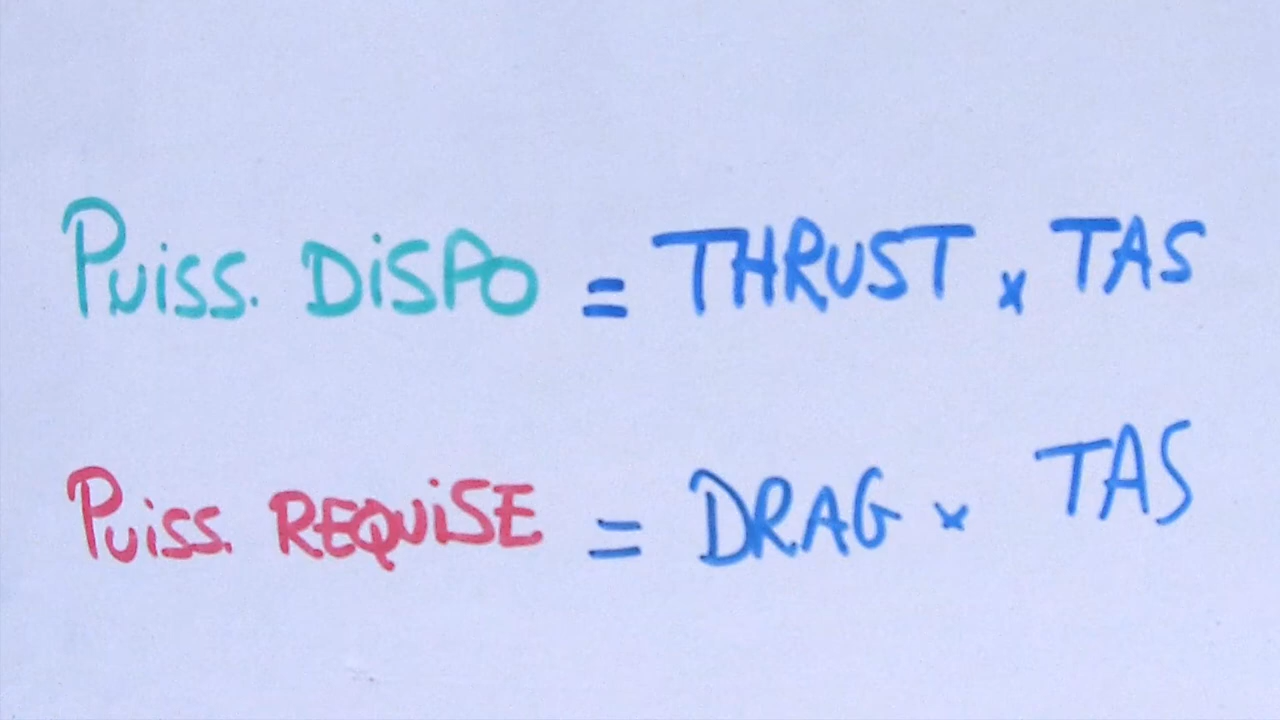 Puiss. DiSPO = THRUST x TAS
Puiss. REQUiSE = DRAG x TAS